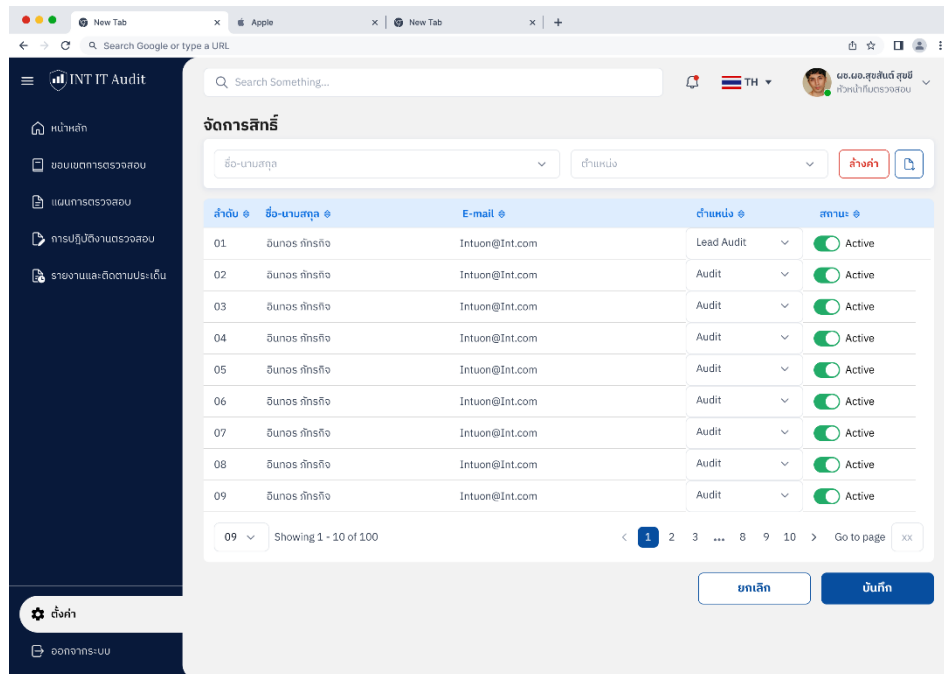 New Tab
Apple
New Tab
Search Google or type a URL
INT IT Audit
Search Something...
TH
ผช.ผอ.สุขสันต์ สุขขี
หัวหน้าทีมตรวจสอบ
หน้าหลัก
ขอบเขตการตรวจสอบ
แผนการตรวจสอบ
การปฏิบัติงานตรวจสอบ
รายงานและติดตามประเด็น
ตั้งค่า
ออกจากระบบ
จัดการสิทธิ์
ชื่อ-นามสกุล ตำแหน่ง ล้างค่า
ลำดับ ชื่อ-นามสกุล E-mail ตำแหน่ง สถานะ
01 อินทอร ภัทรกิจ Intuon@Int.com Lead Audit Active
02 อินทอร ภัทรกิจ Intuon@Int.com Audit Active
03 อินทอร ภัทรกิจ Intuon@Int.com Audit Active
04 อินทอร ภัทรกิจ Intuon@Int.com Audit Active
05 อินทอร ภัทรกิจ Intuon@Int.com Audit Active
06 อินทอร ภัทรกิจ Intuon@Int.com Audit Active
07 อินทอร ภัทรกิจ Intuon@Int.com Audit Active
08 อินทอร ภัทรกิจ Intuon@Int.com Audit Active
09 อินทอร ภัทรกิจ Intuon@Int.com Audit Active
09 Showing 1 - 10 of 100 1 2 3 ... 8 9 10 Go to page xx
ยกเลิก บันทึก